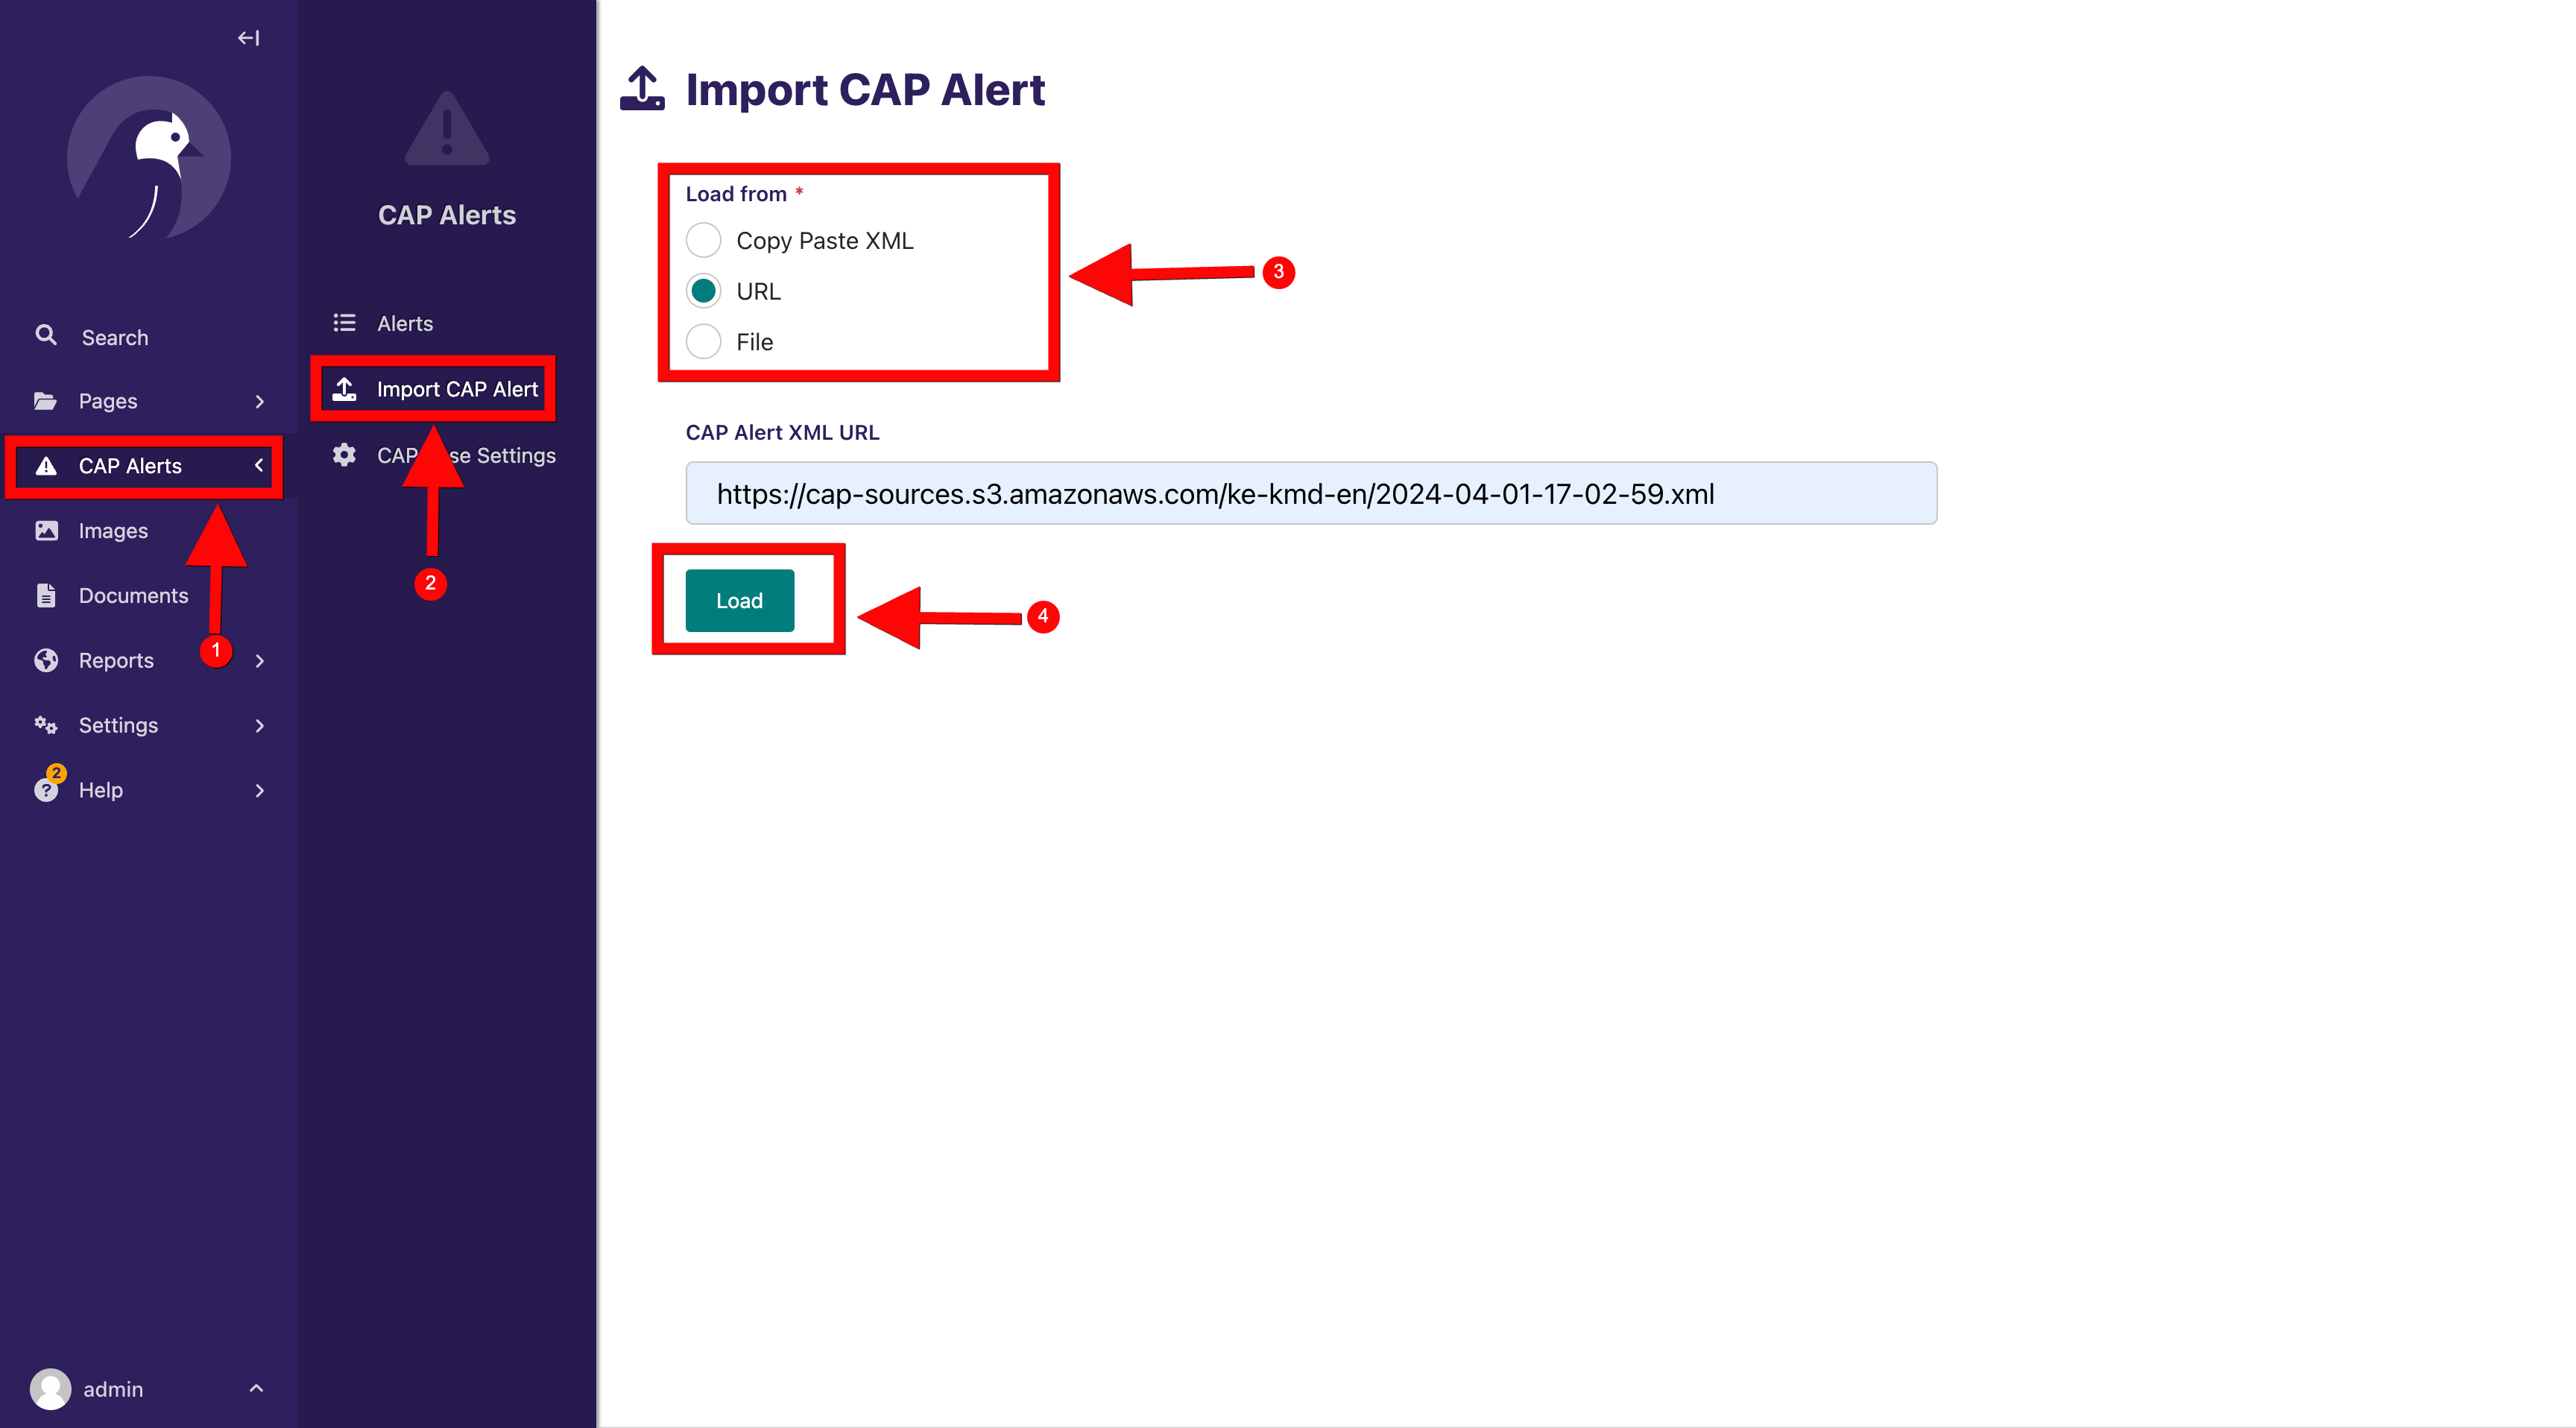 Search
Pages
CAP Alerts
Images
Documents
1
Reports
Settings
2
Help
admin
CAP Alerts
Alerts
Import CAP Alert
CAP se Settings
2
Import CAP Alert
Load from *
Copy Paste XML
URL
File
3
CAP Alert XML URL
https://cap-sources.s3.amazonaws.com/ke-kmd-en/2024-04-01-17-02-59.xml
Load
4